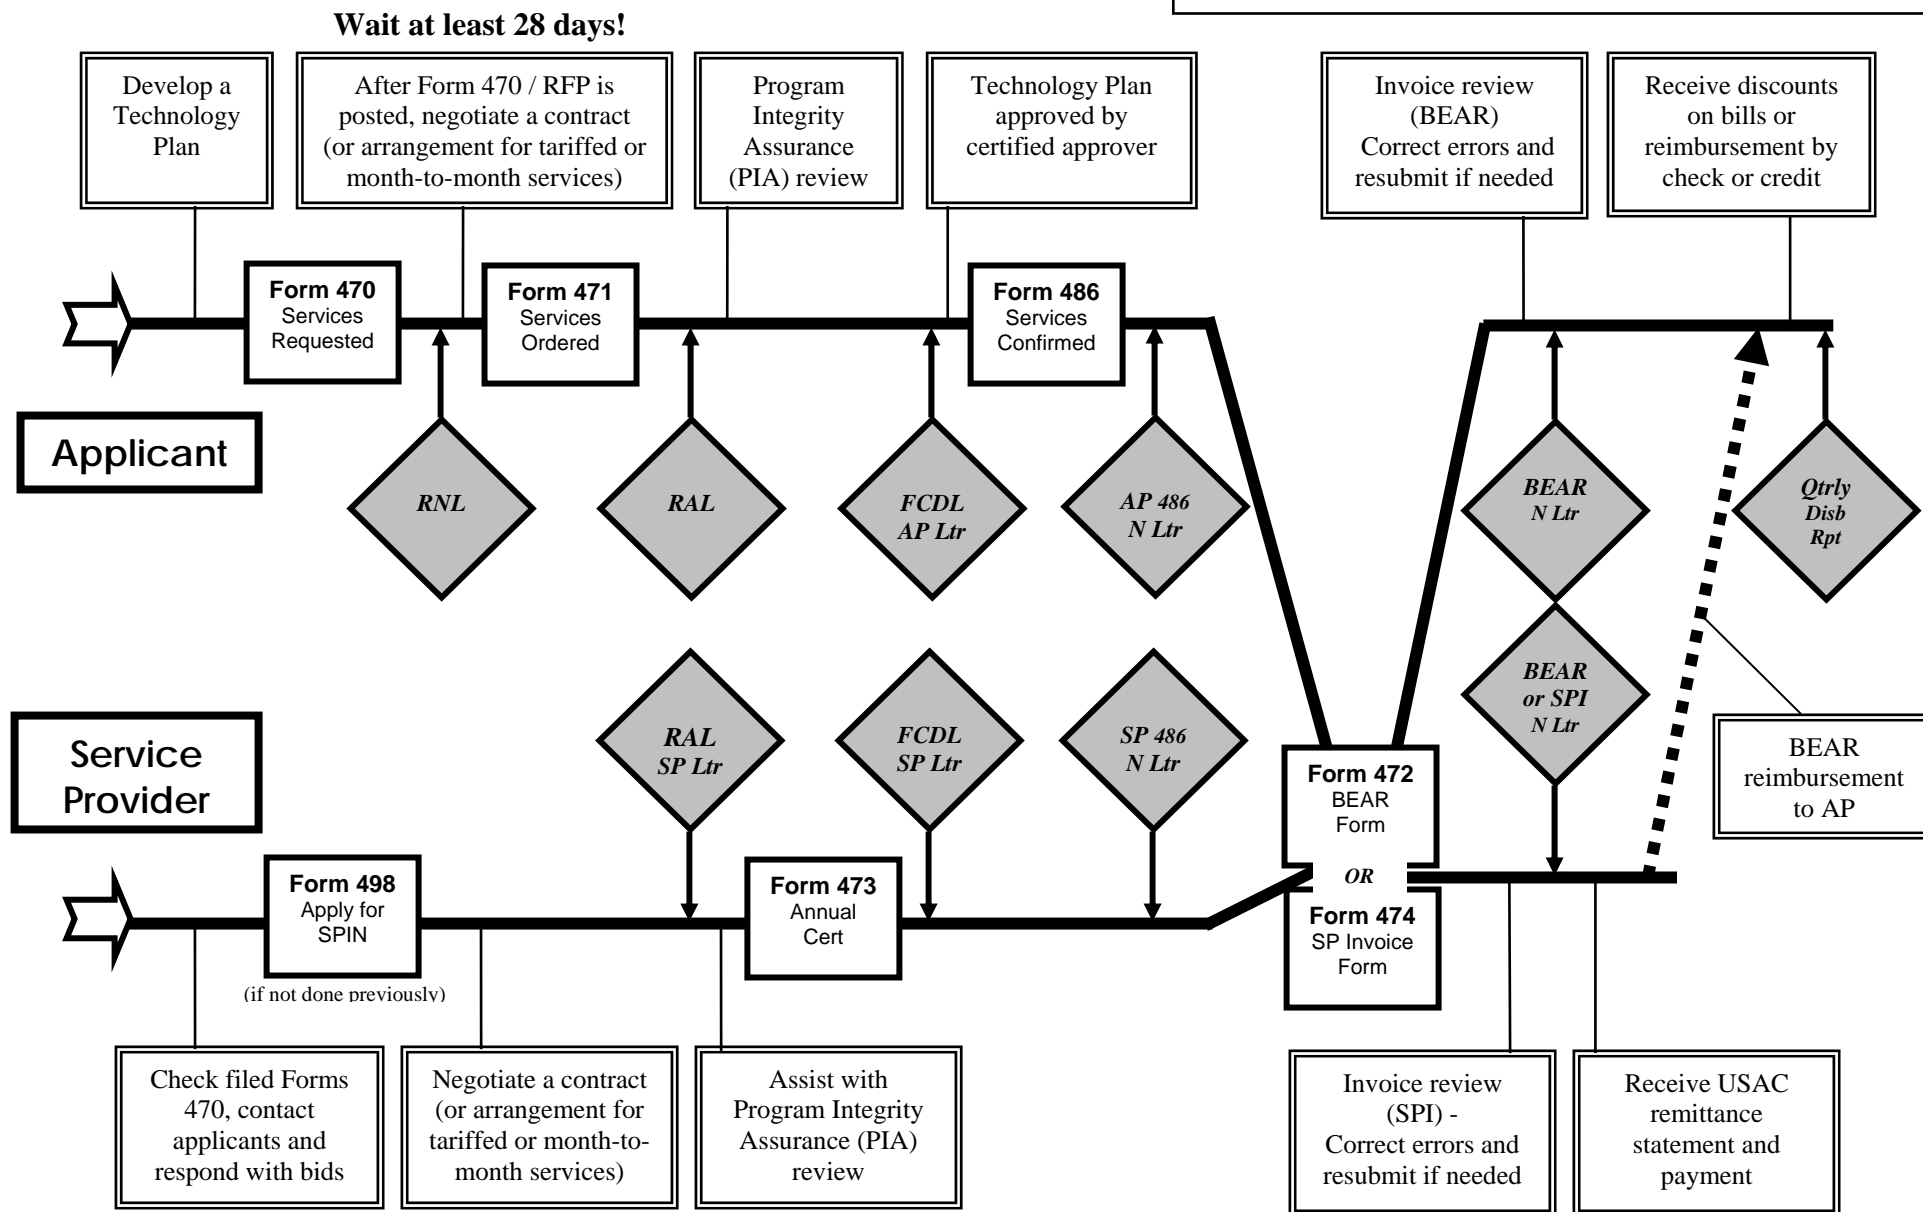 Wait at least 28 days!
Develop a
Technology
Plan
After Form 470 / RFP is
posted, negotiate a contract
(or arrangement for tariffed or
month-to-month services)
Program
Integrity
Assurance
(PIA) review
Technology Plan
approved by
certified approver
Invoice review
(BEAR)
Correct errors and
resubmit if needed
Receive discounts
on bills or
reimbursement by
check or credit
Form 470
Services
Requested
Form 471
Services
Ordered
Form 486
Services
Confirmed
Applicant
RNL
RAL
FCDL
AP Ltr
AP 486
N Ltr
BEAR
N Ltr
Qtrly
Disb
Rpt
Service
Provider
RAL
SP Ltr
FCDL
SP Ltr
SP 486
N Ltr
BEAR
or SPI
N Ltr
BEAR
reimbursement
to AP
Form 472
BEAR
Form
OR
Form 474
SP Invoice
Form
Form 498
Apply for
SPIN
(if not done previously)
Form 473
Annual
Cert
Check filed Forms
470, contact
applicants and
respond with bids
Negotiate a contract
(or arrangement for
tariffed or month-to-
month services)
Assist with
Program Integrity
Assurance (PIA)
review
Invoice review
(SPI) -
Correct errors and
resubmit if needed
Receive USAC
remittance
statement and
payment